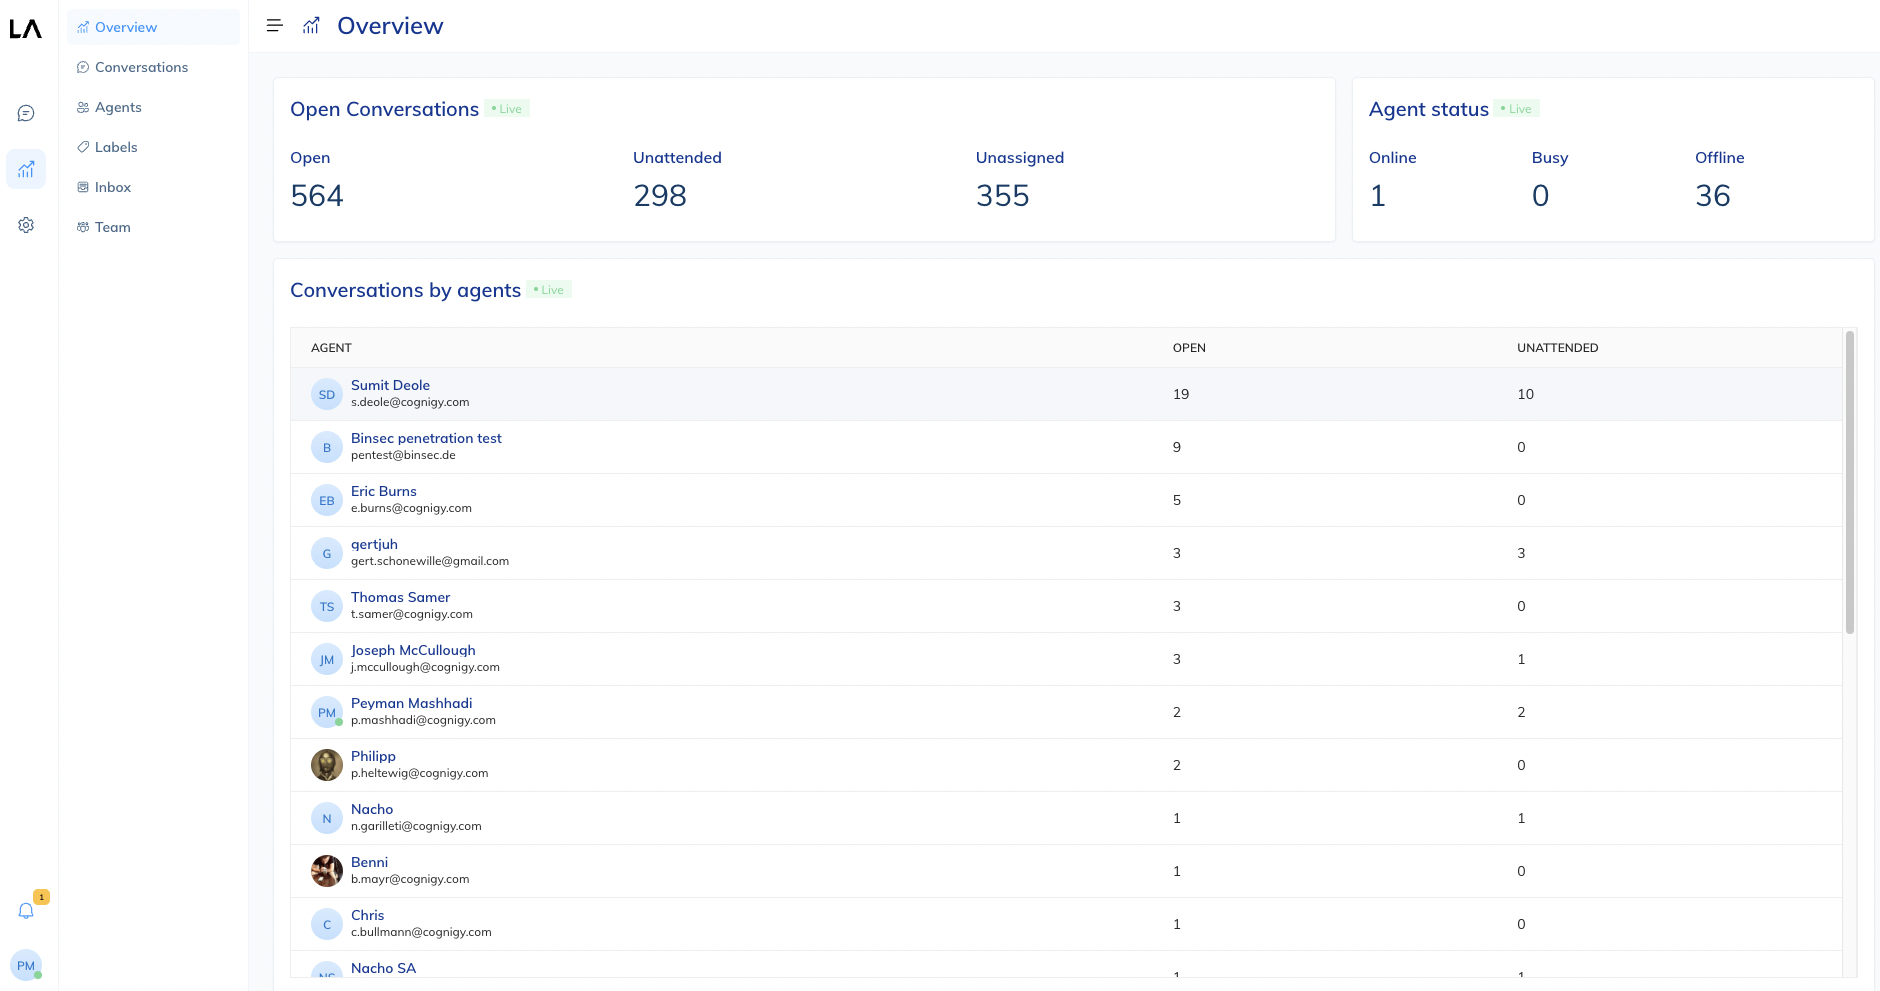 LA
Overview
Conversations
Agents
Labels
Inbox
Team
1
PM
Overview
Open Conversations
Live
Open
Unattended
Unassigned
564
298
355
Agent status
Live
Online
Busy
Offline
1
0
36
Conversations by agents
Live
AGENT OPEN UNATTENDED
SD
Sumit Deole
s.deole@cognigy.com
19 10
B
Binsec penetration test
pentest@binsec.de
9 0
EB
Eric Burns
e.burns@cognigy.com
5 0
G
gertjuh
gert.schonewille@gmail.com
3 3
TS
Thomas Samer
t.samer@cognigy.com
3 0
JM
Joseph McCullough
j.mccullough@cognigy.com
3 1
PM
Peyman Mashhadi
p.mashhadi@cognigy.com
2 2
Philipp
p.heltewig@cognigy.com
2 0
N
Nacho
n.garilleti@cognigy.com
1 1
Benni
b.mayr@cognigy.com
1 0
C
Chris
c.bullmann@cognigy.com
1 0
NS
Nacho SA
1 1